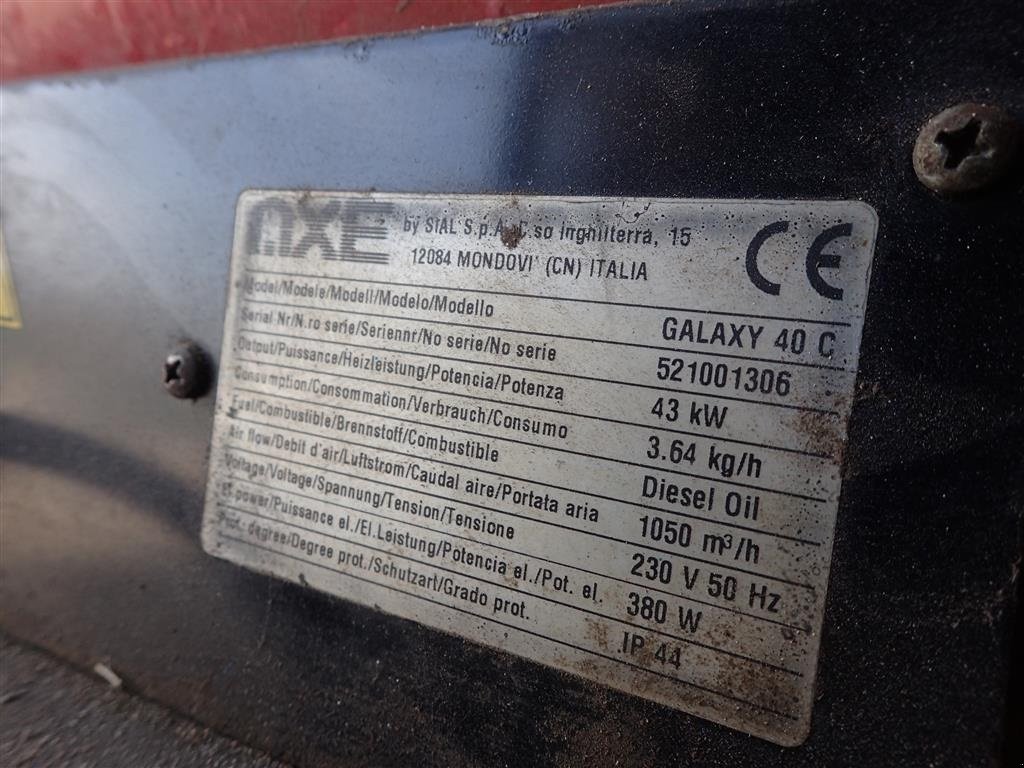 AXE by SIAL S.p.A. C.so Inghilterra, 15
12084 MONDOVI' (CN) ITALIA
CE
Model/Modele/Modell/Modelo/Modello GALAXY 40 C
Serial Nr/N.ro serie/Seriennr/No série/No serie 521001306
Output/Puissance/Heizleistung/Potencia/Potenza 43 kW
Consumption/Consommation/Verbrauch/Consumo 3.64 kg/h
Fuel/Combustible/Brennstoff/Combustible Diesel Oil
Air flow/Debit d'air/Luftstrom/Caudal aire/Portata aria 1050 m³/h
Voltage/Voltage/Spannung/Tension/Tensione 230 V 50 Hz
El power/Puissance el./El.Leistung/Potencia el./Pot. el. 380 W
Prot. degree/Degree prot./Schutzart/Grado prot. IP 44